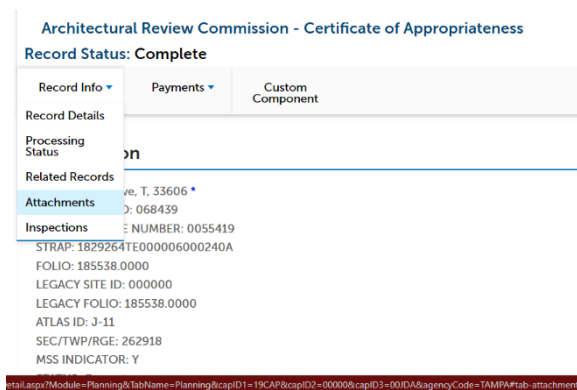 Architectural Review Commission - Certificate of Appropriateness
Record Status: Complete
Record Info ▾ Payments ▾ Custom Component
Record Details
Processing Status
on
Related Records
ve, T, 33606 *
Attachments
D: 068439
Inspections
E NUMBER: 0055419
STRAP: 1829264TE000006000240A
FOLIO: 185538.0000
LEGACY SITE ID: 000000
LEGACY FOLIO: 185538.0000
ATLAS ID: J-11
SEC/TWP/RGE: 262918
MSS INDICATOR: Y
etail.aspx?Module=Planning&TabName=Planning&capID1=19CAP&capID2=00000&capID3=00JDA&agencyCode=TAMPA#tab-attachment